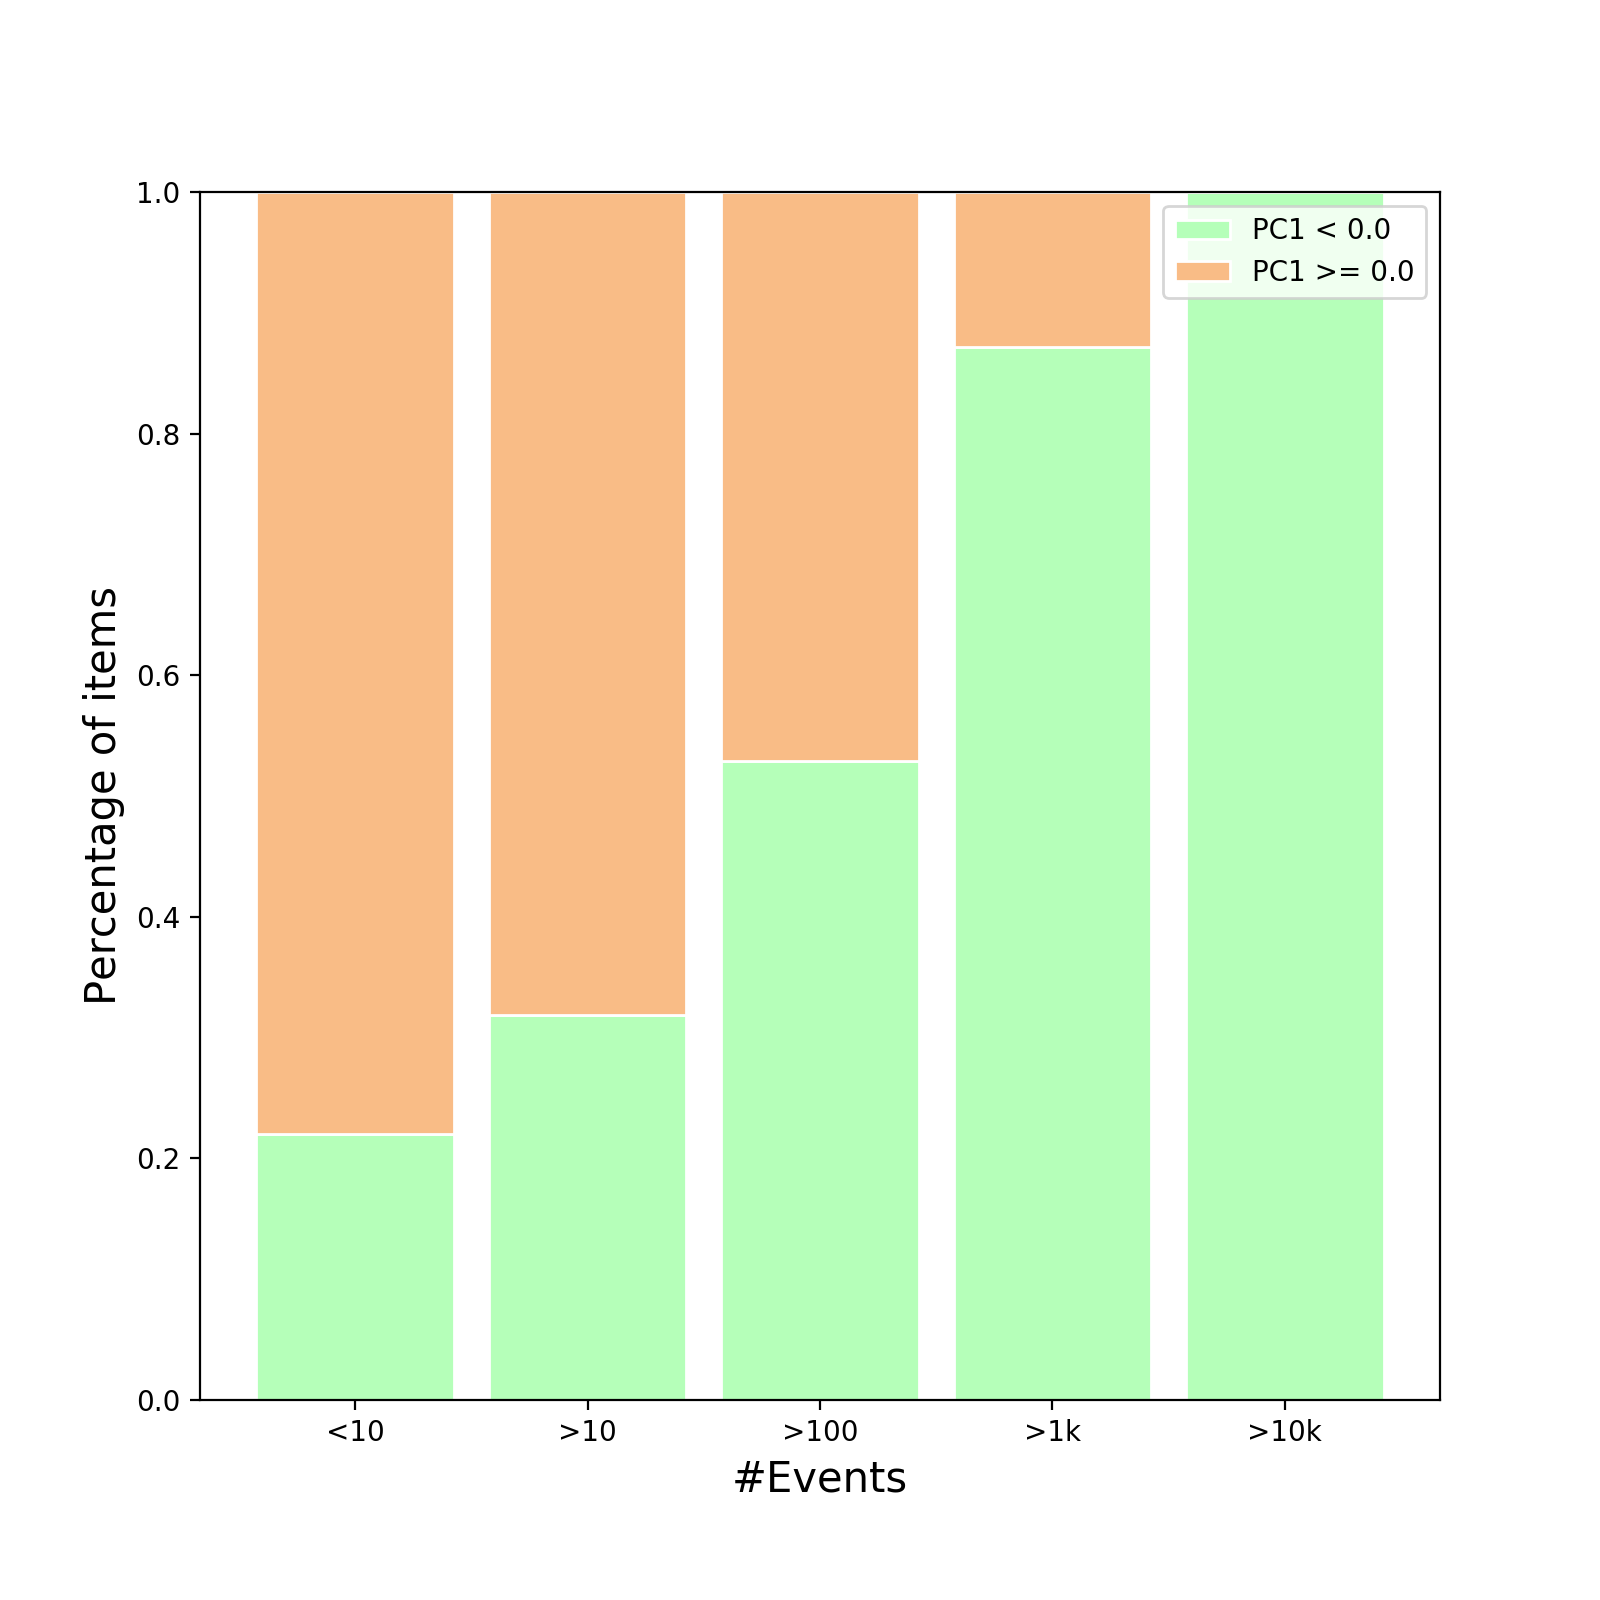 1.0
PC1 < 0.0
PC1 >= 0.0
0.8
0.6
0.4
0.2
0.0
Percentage of items
<10 >10 >100 >1k >10k
#Events